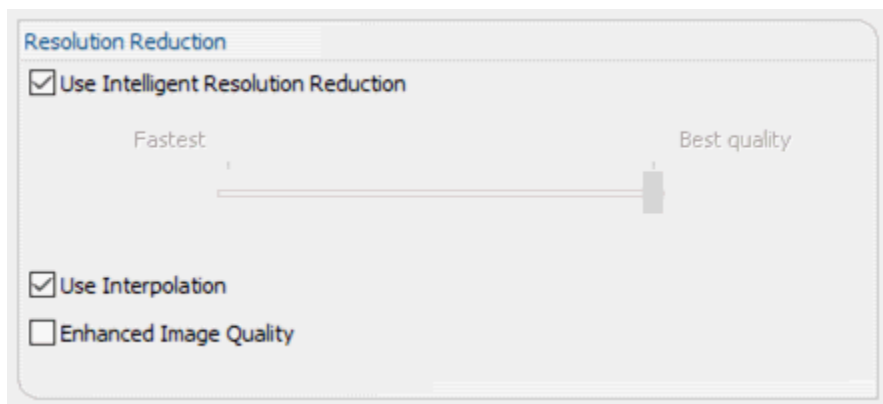 Resolution Reduction
Use Intelligent Resolution Reduction
Fastest Best quality
Use Interpolation
Enhanced Image Quality